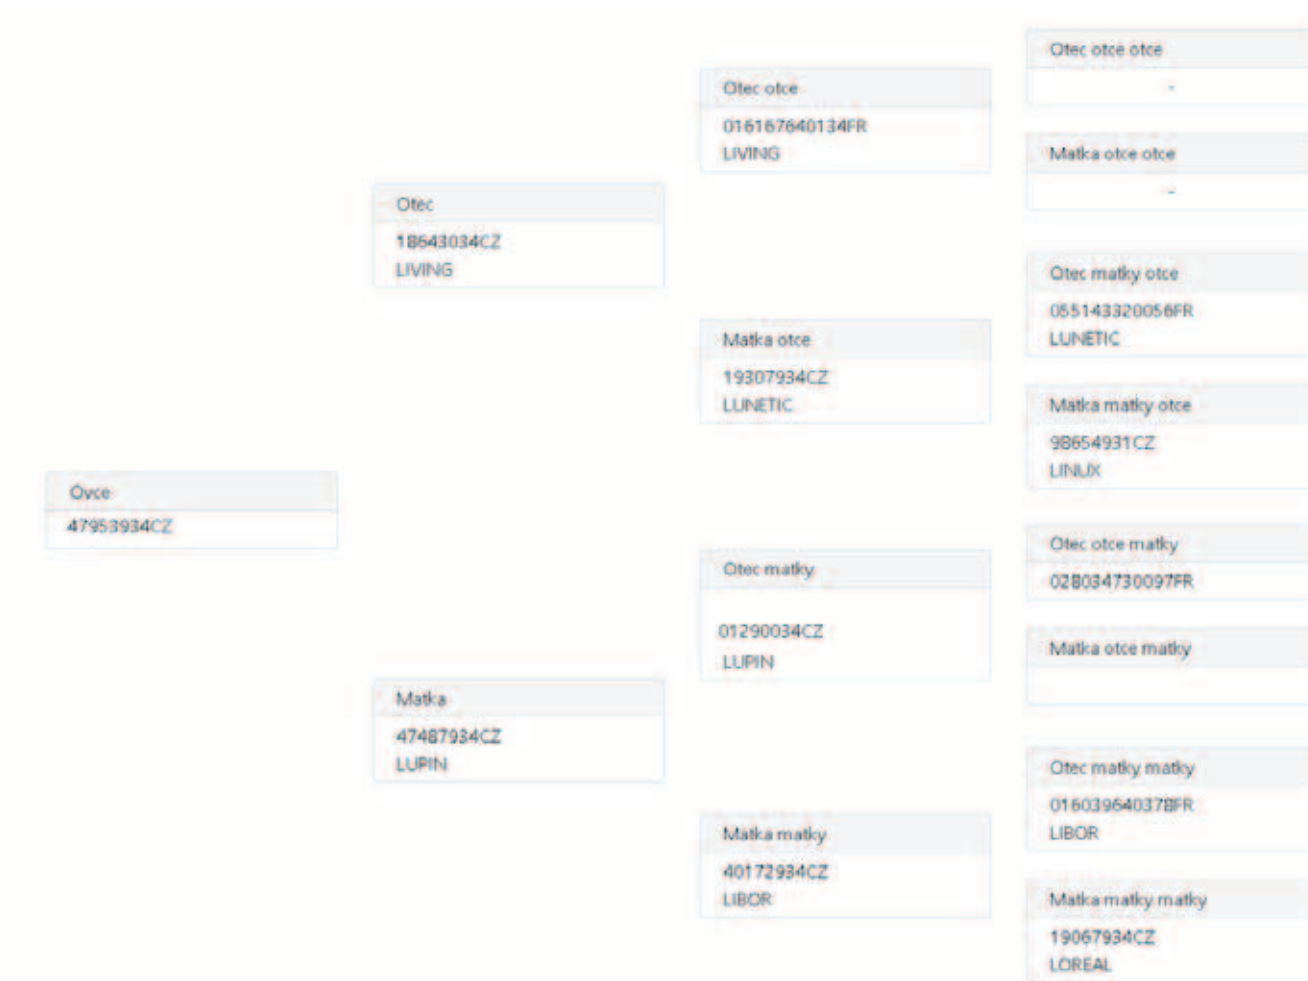 Ovce
47953934CZ
Otec
18643034CZ
LIVING
Matka
47487934CZ
LUPIN
Otec otce
016167640134FR
LIVING
Matka otce
19307934CZ
LUNETIC
Otec matky
01290034CZ
LUPIN
Matka matky
40172934CZ
LIBOR
Otec otce otce
-
Matka otce otce
-
Otec matky otce
055143320056FR
LUNETIC
Matka matky otce
98654931CZ
LINUX
Otec otce matky
028034730097FR
Matka otce matky
Otec matky matky
016039640378FR
LIBOR
Matka matky matky
19067934CZ
LOREAL